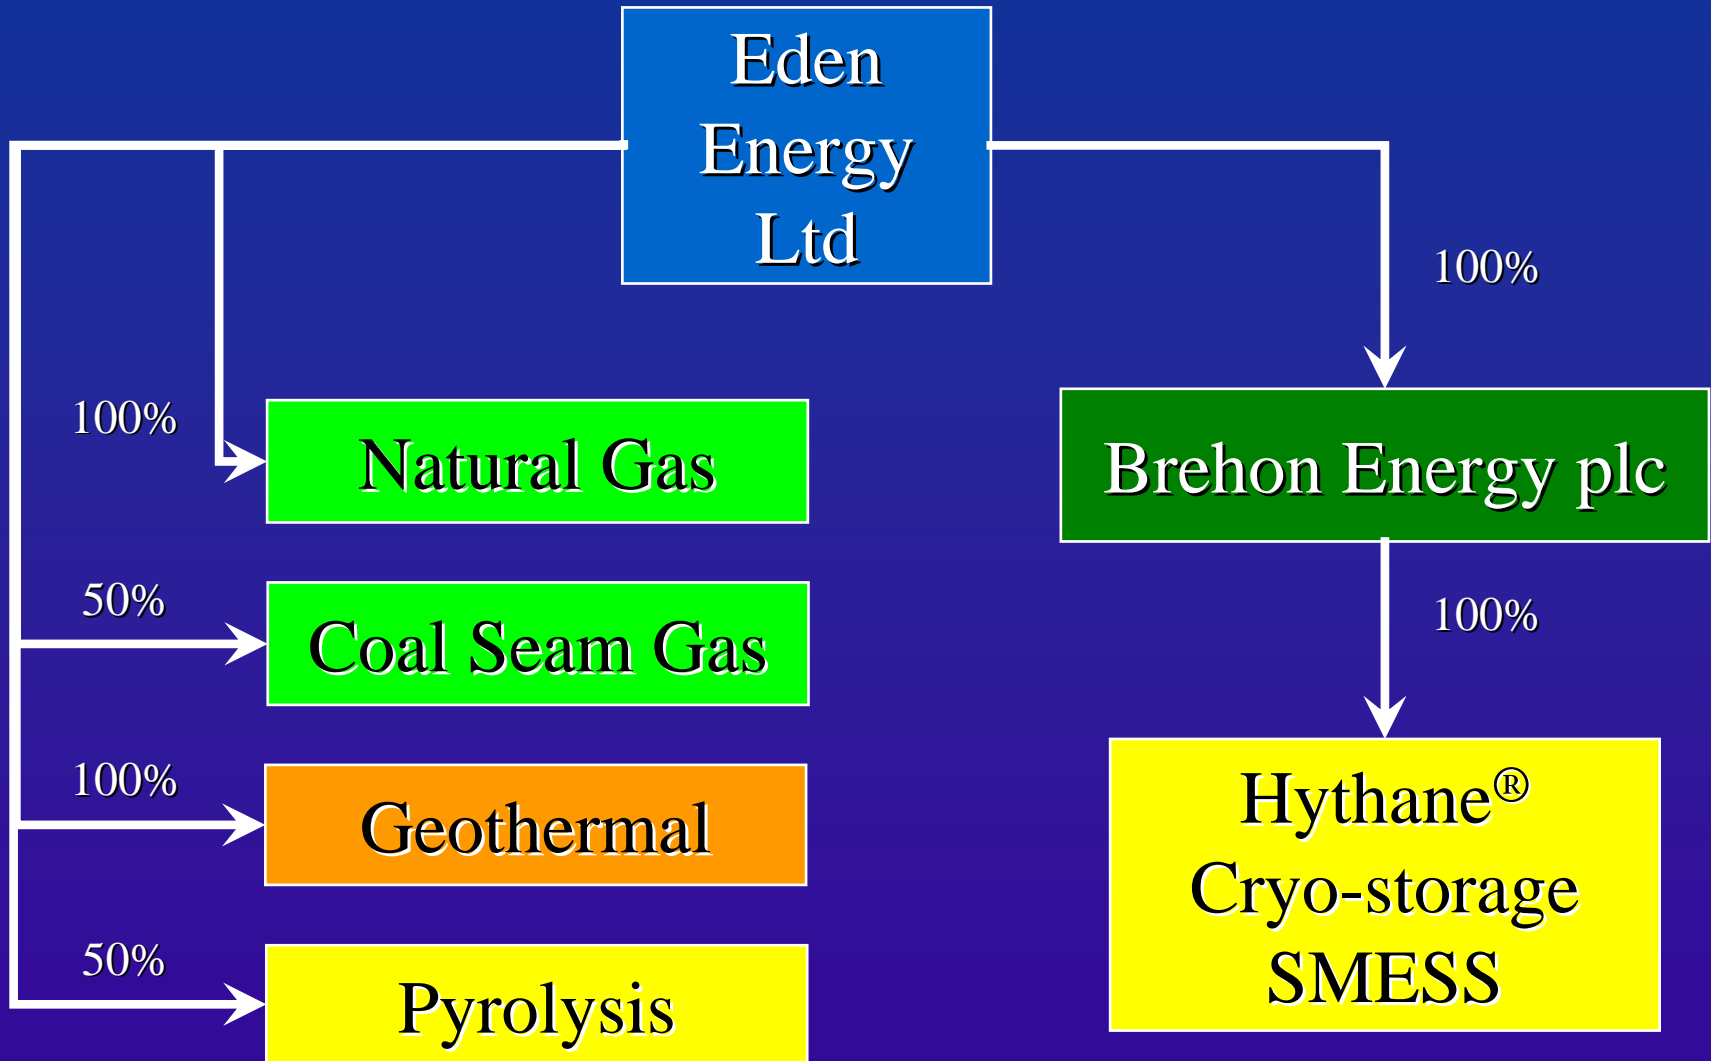 Eden
Energy
Ltd
100%
100%
Natural Gas
Brehon Energy plc
50%
Coal Seam Gas
100%
100%
Geothermal
Hythane®
Cryo-storage
SMESS
50%
Pyrolysis